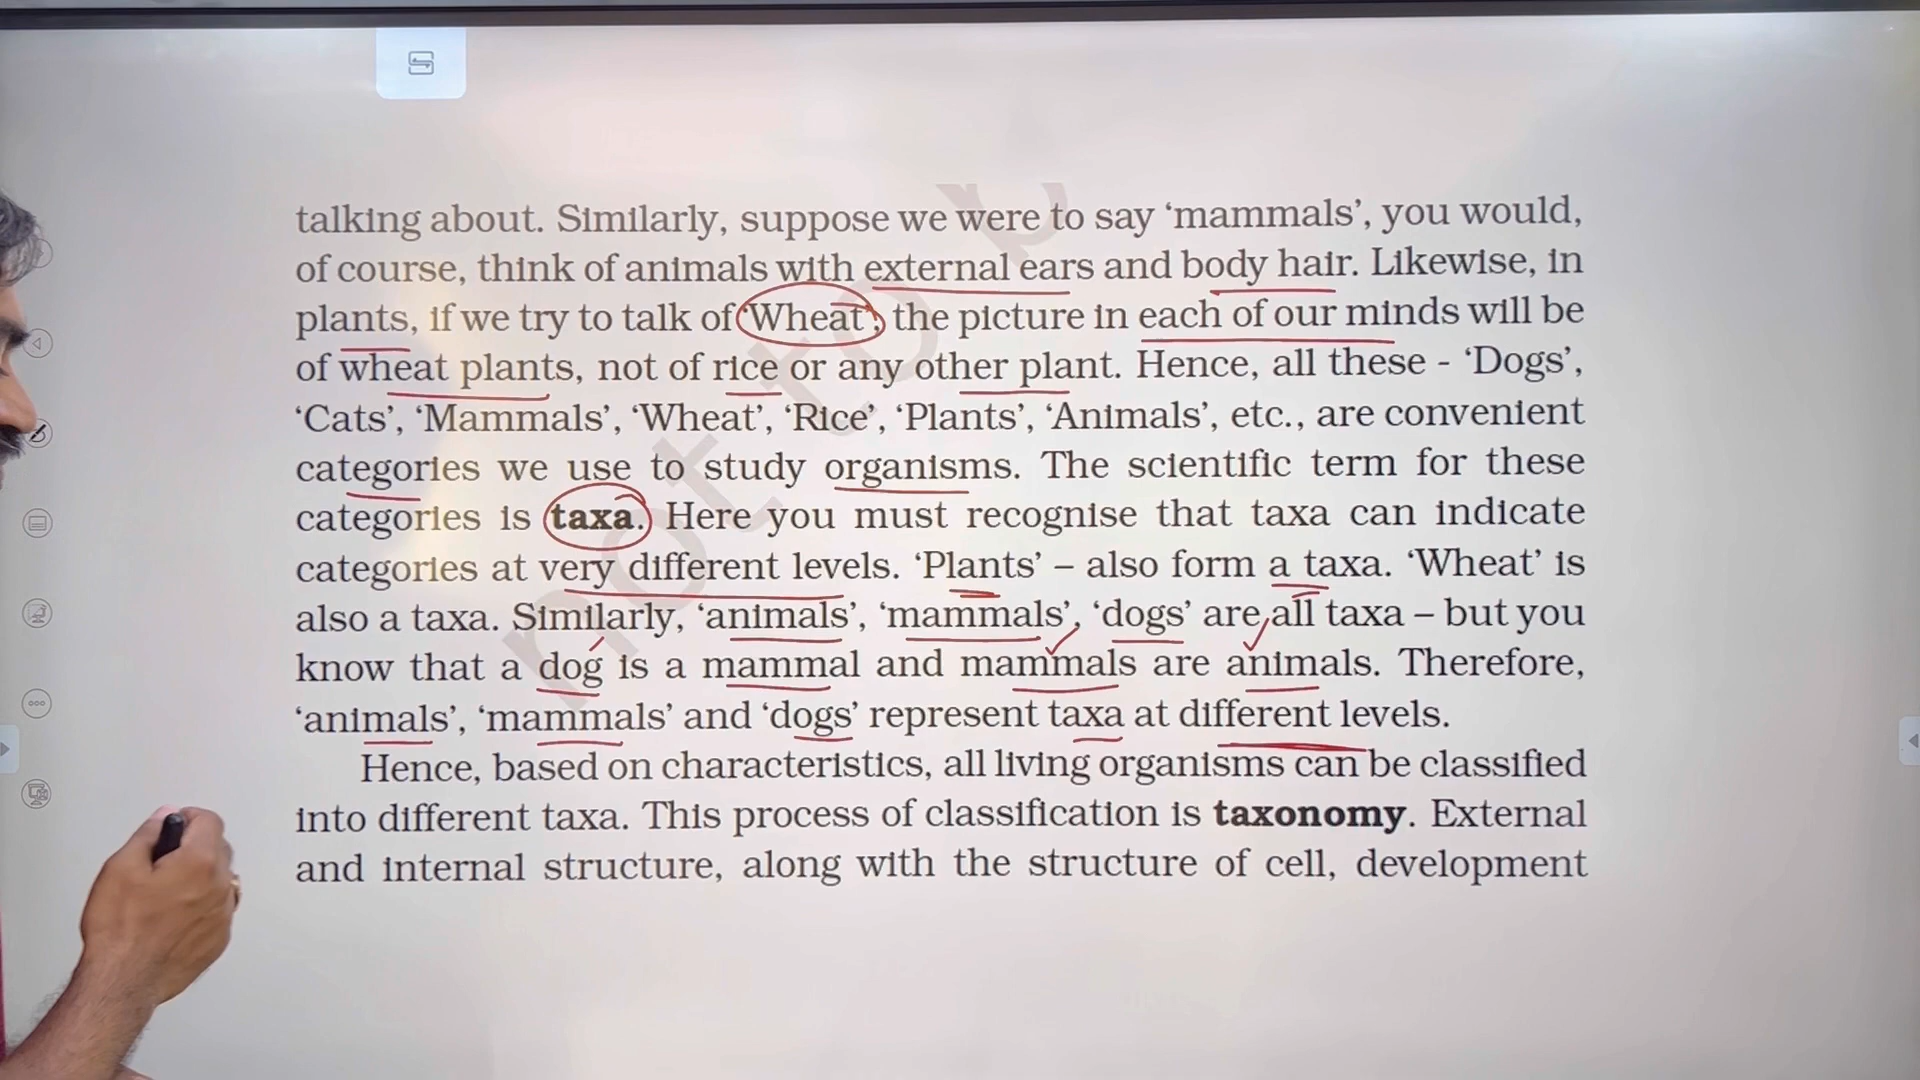 talking about. Similarly, suppose we were to say ‘mammals’, you would,
of course, think of animals with external ears and body hair. Likewise, in
plants, if we try to talk of ‘Wheat’, the picture in each of our minds will be
of wheat plants, not of rice or any other plant. Hence, all these - ‘Dogs’,
‘Cats’, ‘Mammals’, ‘Wheat’, ‘Rice’, ‘Plants’, ‘Animals’, etc., are convenient
categories we use to study organisms. The scientific term for these
categories is taxa. Here you must recognise that taxa can indicate
categories at very different levels. ‘Plants’ – also form a taxa. ‘Wheat’ is
also a taxa. Similarly, ‘animals’, ‘mammals’, ‘dogs’ are all taxa – but you
know that a dog is a mammal and mammals are animals. Therefore,
‘animals’, ‘mammals’ and ‘dogs’ represent taxa at different levels.
Hence, based on characteristics, all living organisms can be classified
into different taxa. This process of classification is taxonomy. External
and internal structure, along with the structure of cell, development
not to b